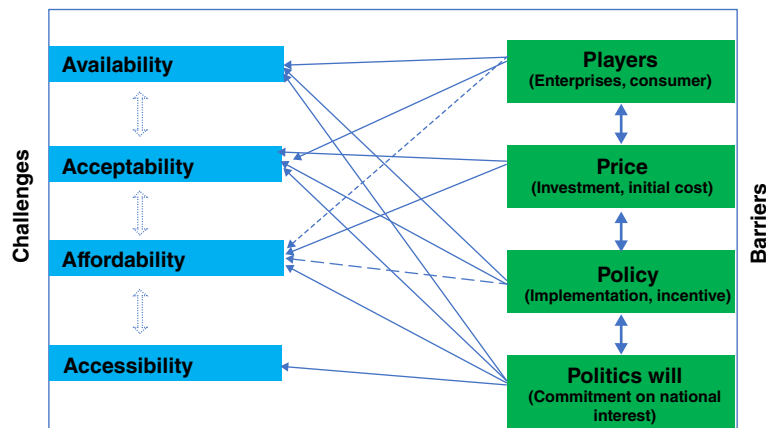 Challenges
Availability
Acceptability
Affordability
Accessibility
Players
(Enterprises, consumer)
Price
(Investment, initial cost)
Policy
(Implementation, incentive)
Politics will
(Commitment on national
interest)
Barriers